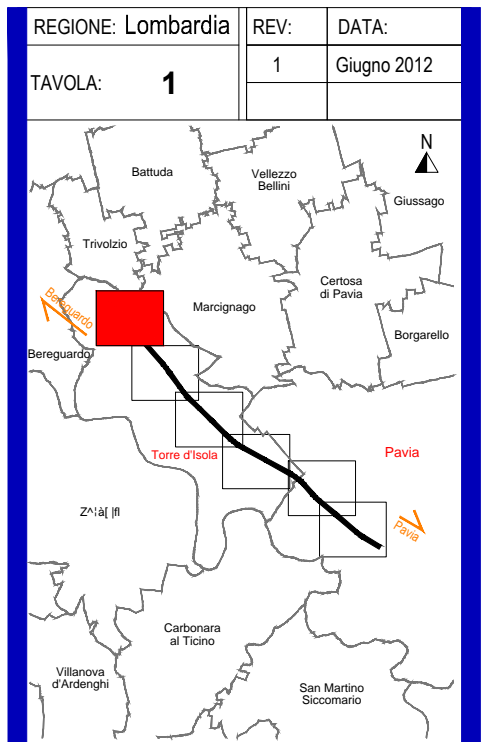 REGIONE: Lombardia
REV:
DATA:
TAVOLA: 1
1
Giugno 2012
N
Battuda
Vellezzo
Bellini
Giussago
Trivolzio
Certosa
di Pavia
Bereguardo
Marcignago
Borgarello
Bereguardo
Torre d'Isola
Pavia
Z^¦à[ |fl
Pavia
Carbonara
al Ticino
Villanova
d'Ardenghi
San Martino
Siccomario